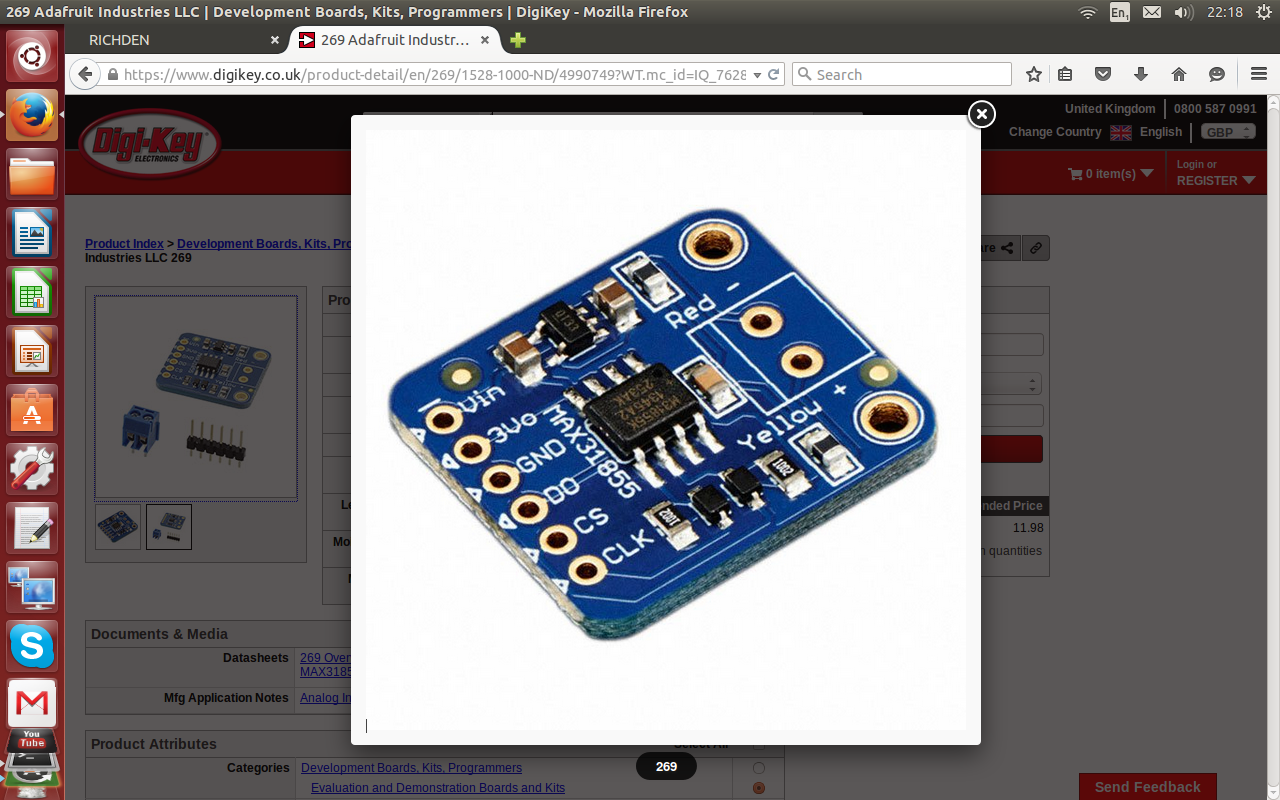 269 Adafruit Industries LLC | Development Boards, Kits, Programmers | DigiKey - Mozilla Firefox
En1
22:18
RICHDEN
269 Adafruit Industr...
https://www.digikey.co.uk/product-detail/en/269/1528-1000-ND/4990749?WT.mc_id=IQ_7628
Search
Digi-Key
ELECTRONICS
United Kingdom
0800 587 0991
Change Country
English
GBP
0 item(s)
Login or
REGISTER
Product Index > Development Boards, Kits, Pro
Industries LLC 269
are
Pro
Red
-
+
Yellow
Vin
3Vo
GND
DO
CS
CLK
MAX31855
1002
nded Price
11.98
n quantities
Documents & Media
Datasheets
269 Over
MAX3185
Mfg Application Notes
Analog In
Product Attributes
Select All
Categories
Development Boards, Kits, Programmers
Evaluation and Demonstration Boards and Kits
269
Send Feedback
You
Tube